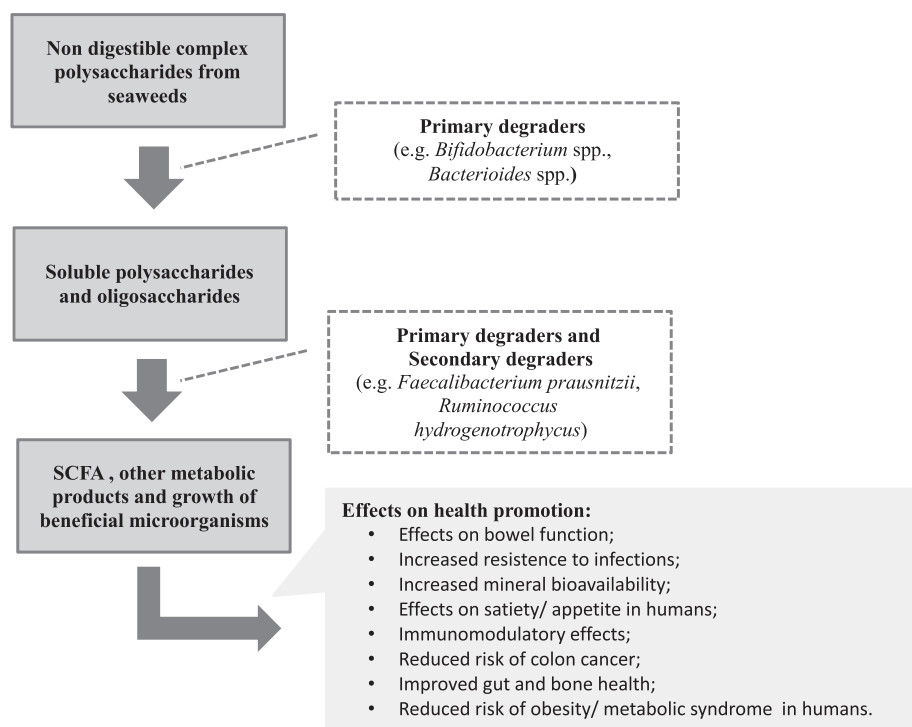 Non digestible complex
polysaccharides from
seaweeds
Primary degraders
(e.g. Bifidobacterium spp.,
Bacterioides spp.)
Soluble polysaccharides
and oligosaccharides
Primary degraders and
Secondary degraders
(e.g. Faecalibacterium prausnitzii,
Ruminococcus
hydrogenotrophycus)
SCFA , other metabolic
products and growth of
beneficial microorganisms
Effects on health promotion:
• Effects on bowel function;
• Increased resistence to infections;
• Increased mineral bioavailability;
• Effects on satiety/ appetite in humans;
• Immunomodulatory effects;
• Reduced risk of colon cancer;
• Improved gut and bone health;
• Reduced risk of obesity/ metabolic syndrome in humans.